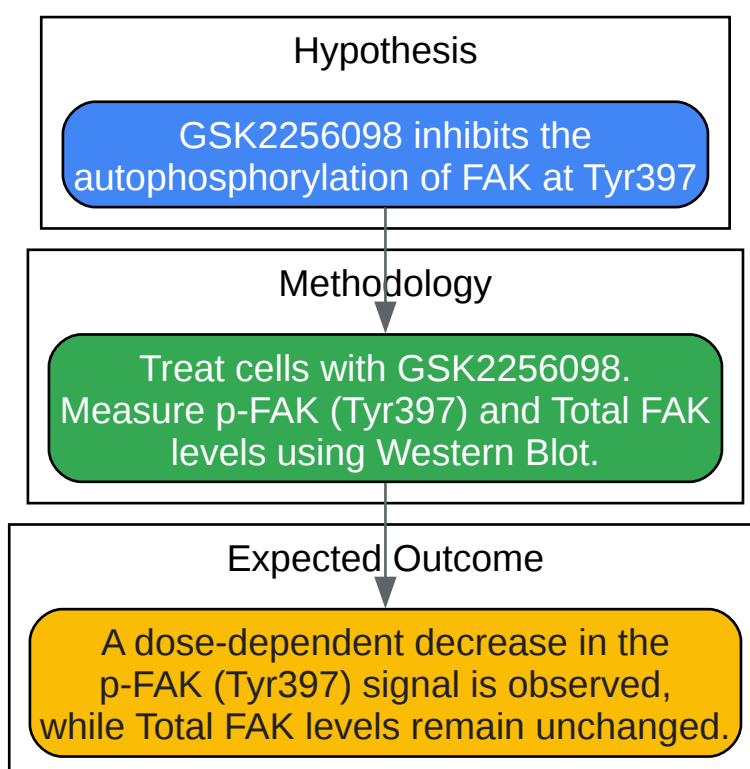 Hypothesis
GSK2256098 inhibits the
autophosphorylation of FAK at Tyr397
Methodology
Treat cells with GSK2256098.
Measure p-FAK (Tyr397) and Total FAK
levels using Western Blot.
Expected Outcome
A dose-dependent decrease in the
p-FAK (Tyr397) signal is observed,
while Total FAK levels remain unchanged.